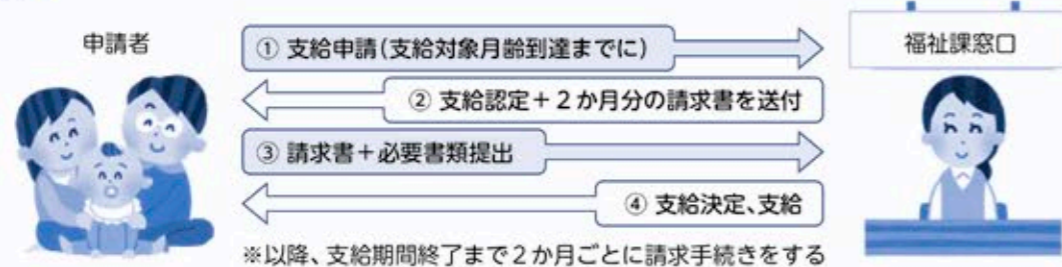 申請者
福祉課窓口
① 支給申請（支給対象月齢到達までに）
② 支給認定＋２か月分の請求書を送付
③ 請求書＋必要書類提出
④ 支給決定、支給
※以降、支給期間終了まで２か月ごとに請求手続きをする